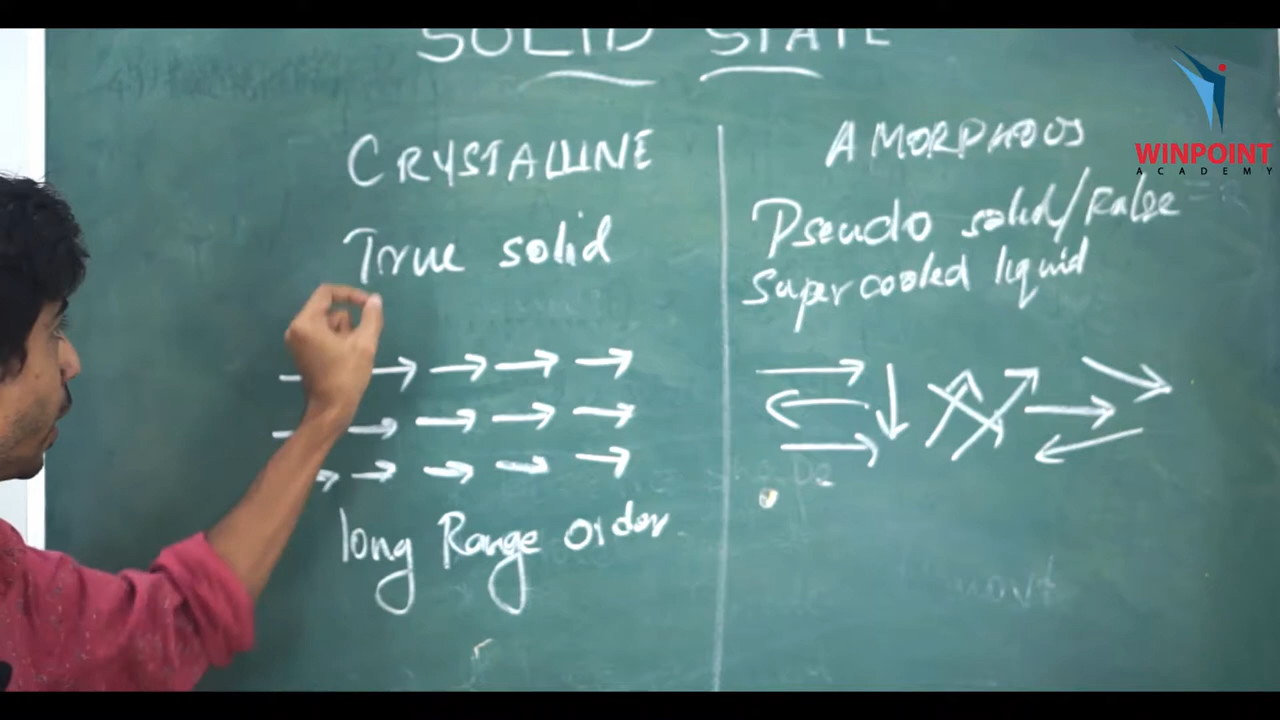 SOLID STATE
CRYSTALLINE
True solid
long Range order
AMORPHOUS
Pseudo solid/False
Supercooled liquid
WINPOINT
ACADEMY